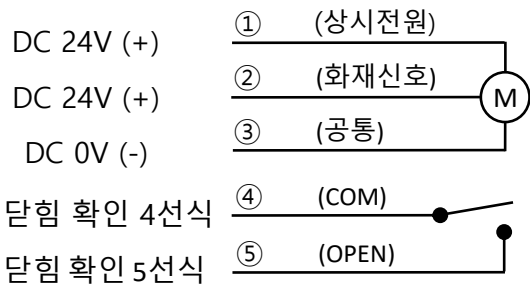 DC 24V (+) ① (상시전원)
DC 24V (+) ② (화재신호) M
DC 0V (-) ③ (공통)
닫힘 확인 4선식 ④ (COM)
닫힘 확인 5선식 ⑤ (OPEN)